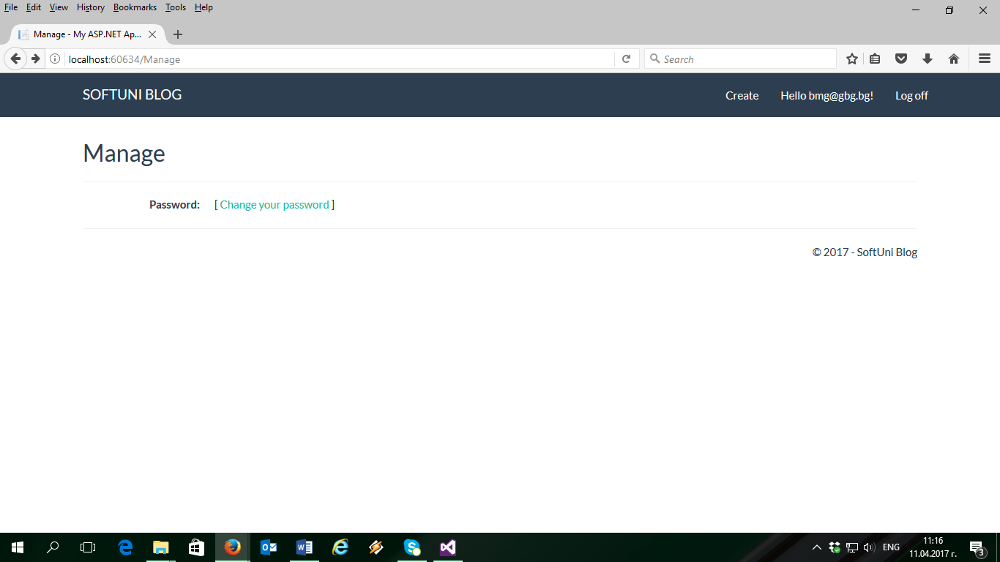 File Edit View History Bookmarks Tools Help
Manage - My ASP.NET Ap...
localhost:60634/Manage
Search
SOFTUNI BLOG Create Hello bmg@gbg.bg! Log off
Manage
Password: [ Change your password ]
© 2017 - SoftUni Blog
ENG
11:16
11.04.2017 г.
3